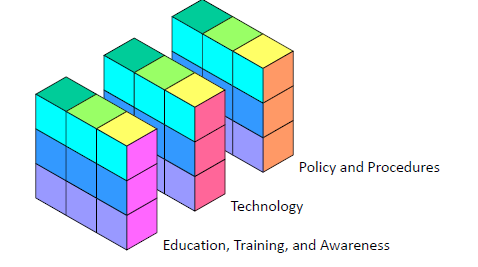 Policy and Procedures
Technology
Education, Training, and Awareness